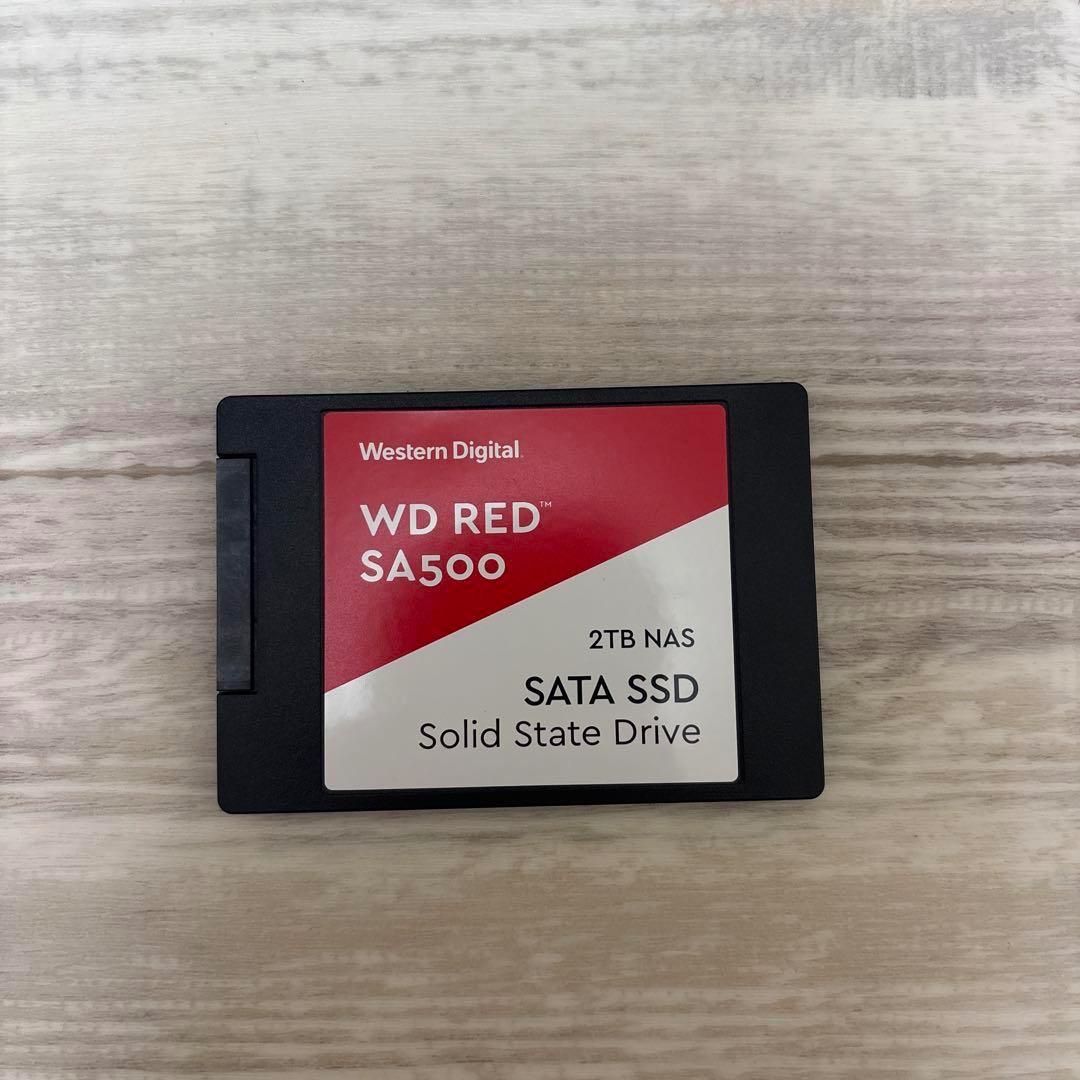 Western Digital.
WD RED™
SA500
2TB NAS
SATA SSD
Solid State Drive